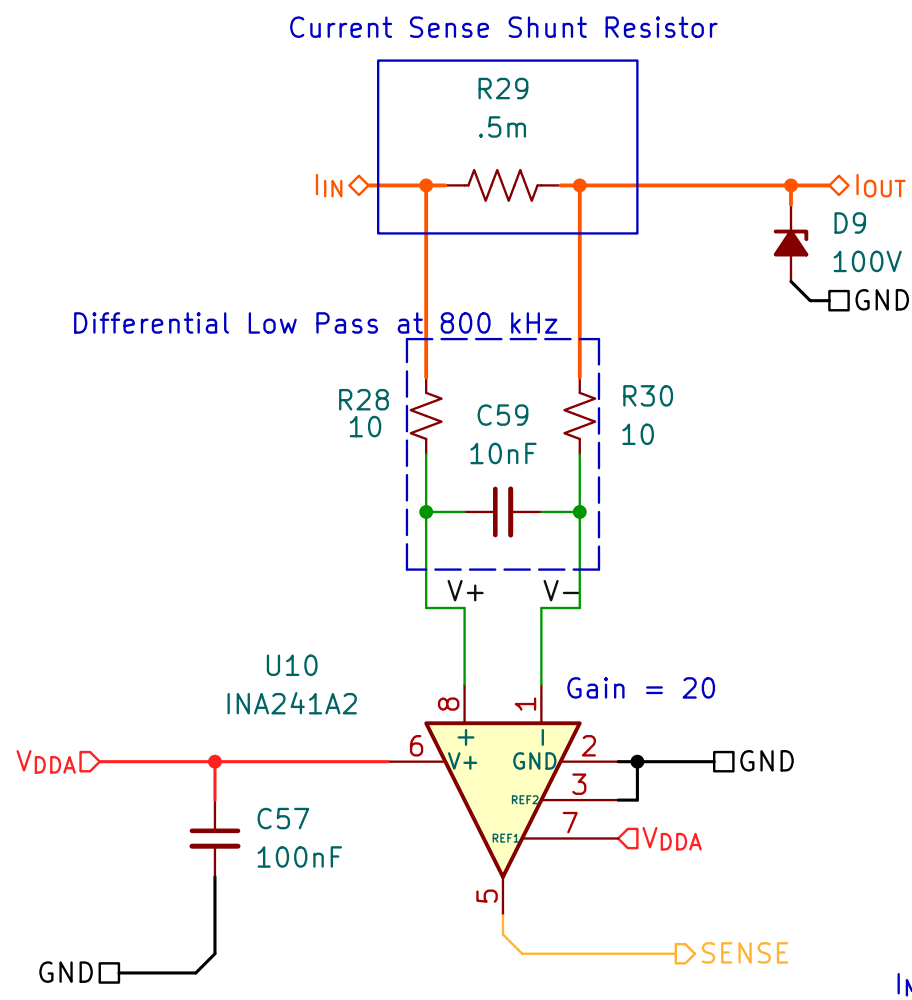 Current Sense Shunt Resistor
R29
.5m
IIN
IOUT
D9
100V
GND
Differential Low Pass at 800 kHz
R28
10
C59
10nF
R30
10
V+
V-
U10
INA241A2
Gain = 20
8
1
+
-
6
2
V+
GND
GND
VDDA
3
REF2
7
REF1
VDDA
C57
100nF
5
SENSE
GND